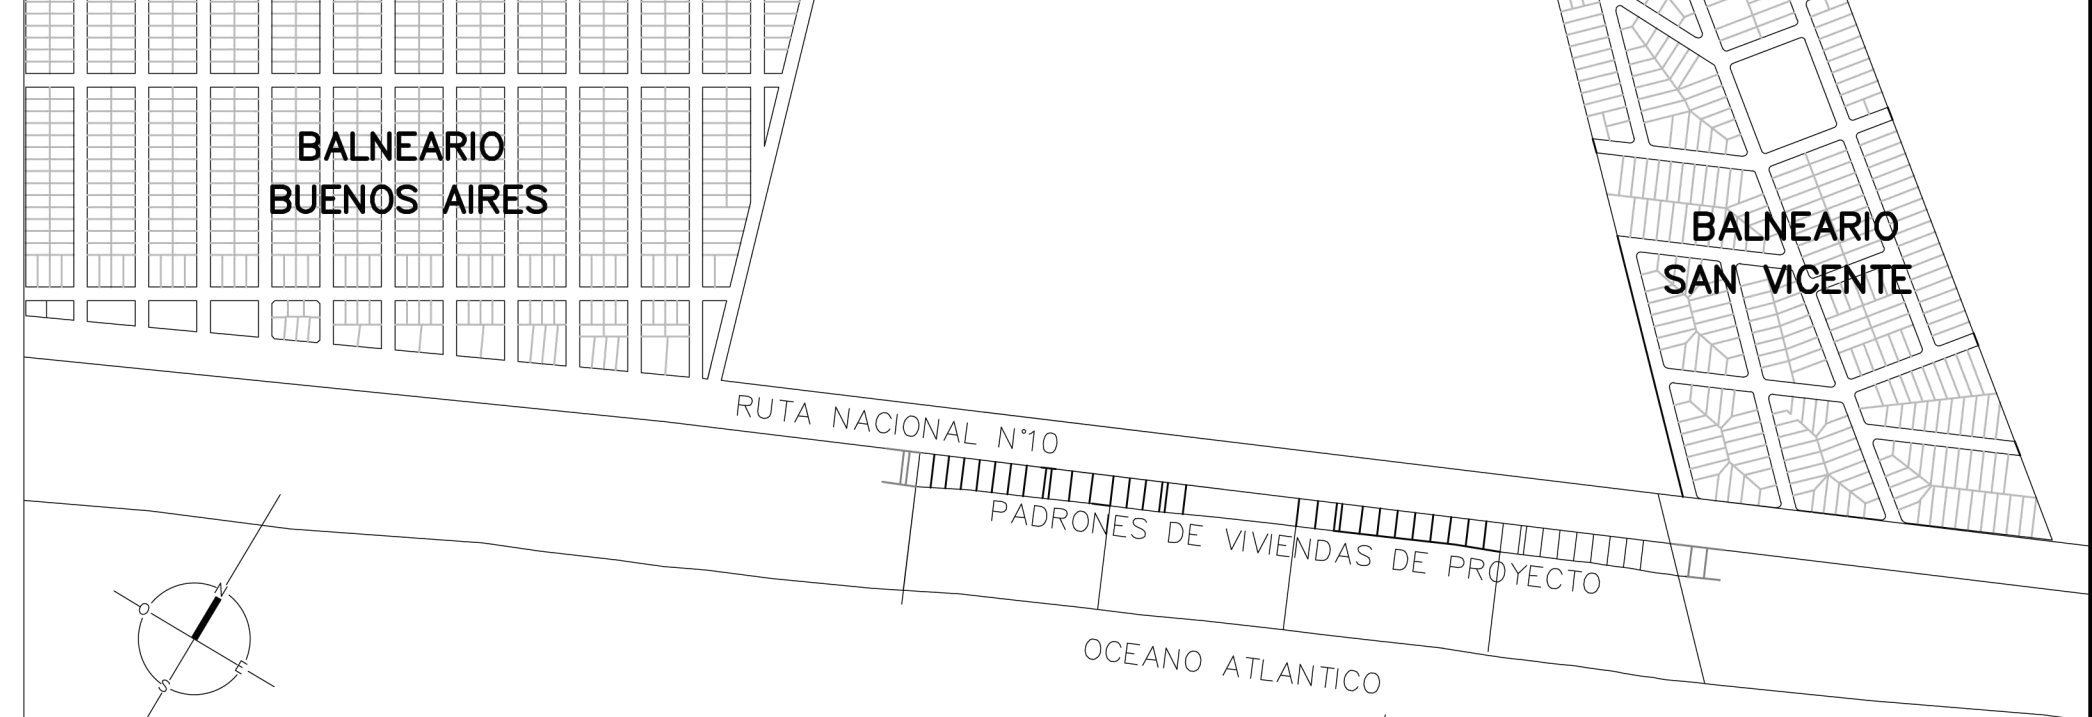 BALNEARIO
BUENOS AIRES
BALNEARIO
SAN VICENTE
RUTA NACIONAL N°10
PADRONES DE VIVIENDAS DE PROYECTO
OCEANO ATLANTICO
N
O
E
S